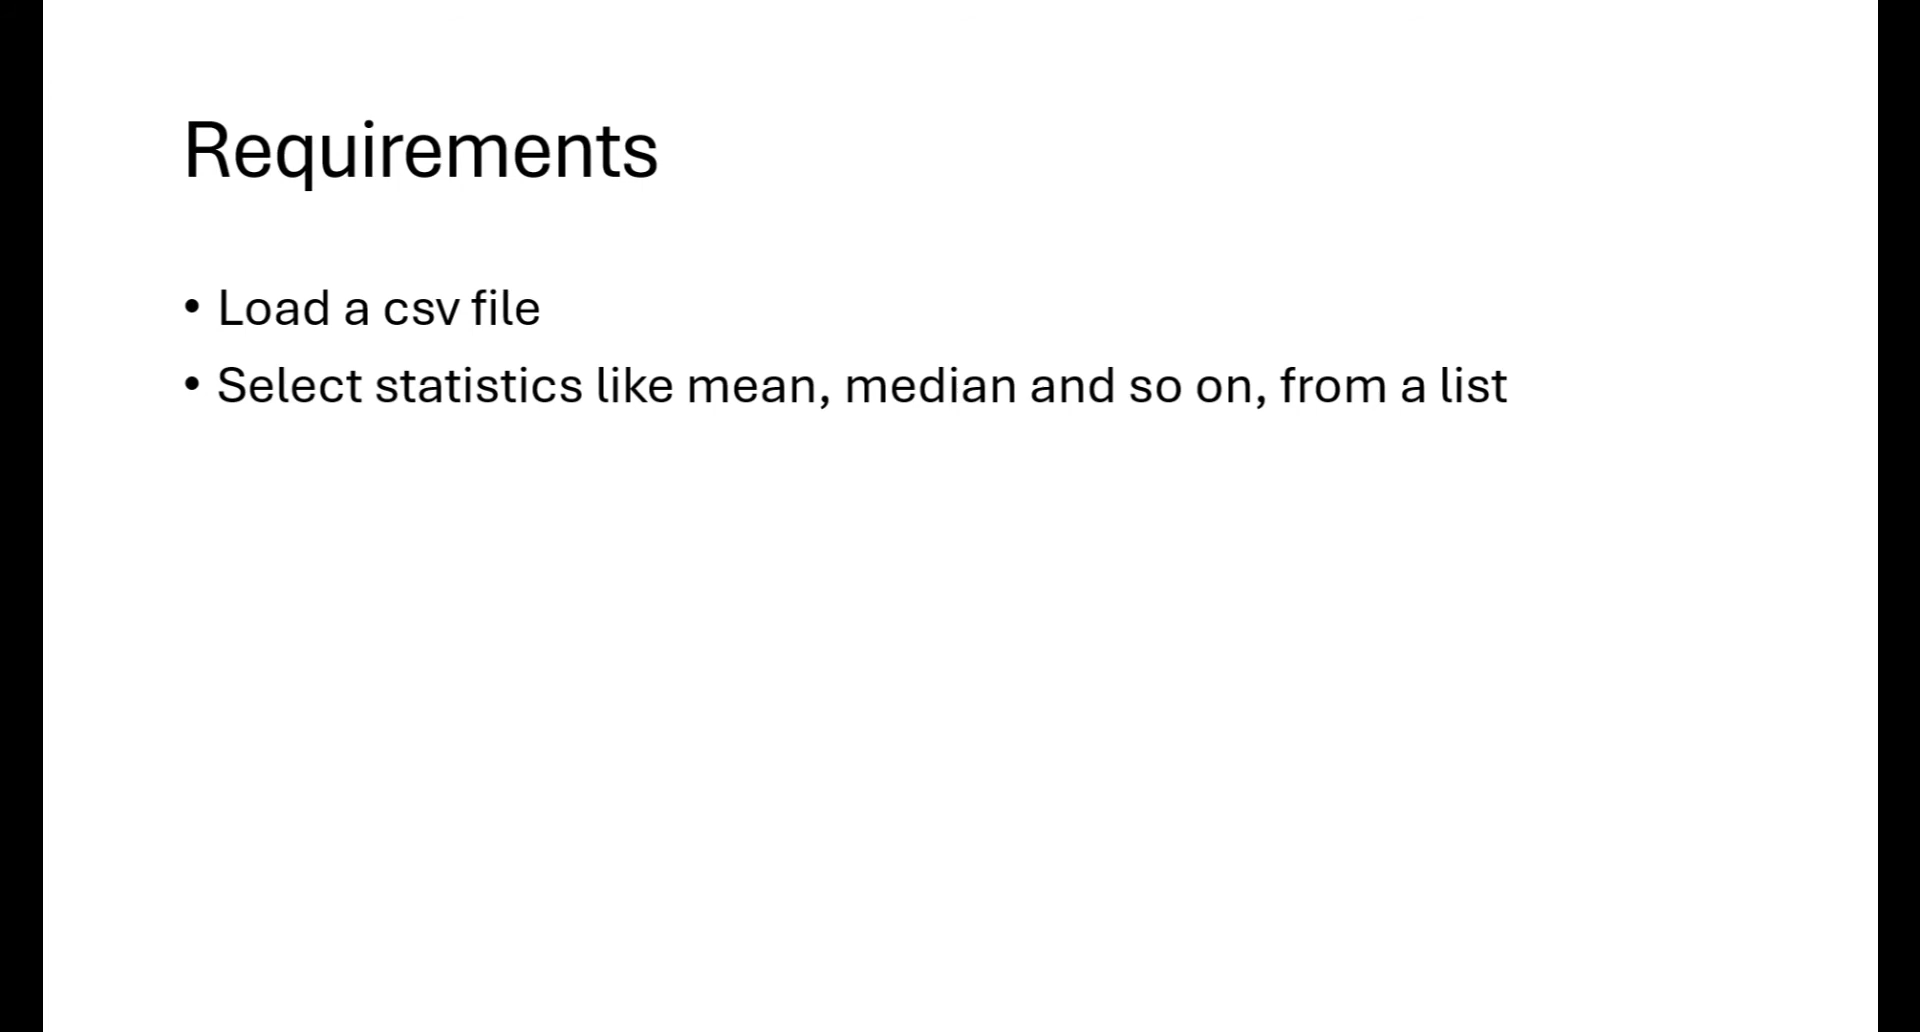 Requirements
• Load a csv file
• Select statistics like mean, median and so on, from a list